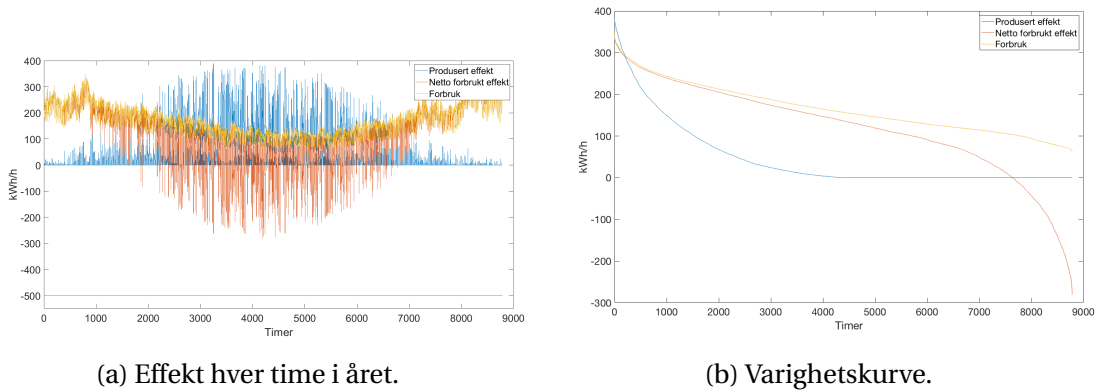 400
300
200
100
0
-100
-200
-300
-400
-500
0 1000 2000 3000 4000 5000 6000 7000 8000 9000
kWh/h
Timer
Produsert effekt
Netto forbrukt effekt
Forbruk
(a) Effekt hver time i året.
400
300
200
100
0
-100
-200
-300
0 1000 2000 3000 4000 5000 6000 7000 8000 9000
kWh/h
Timer
Produsert effekt
Netto forbrukt effekt
Forbruk
(b) Varighetskurve.